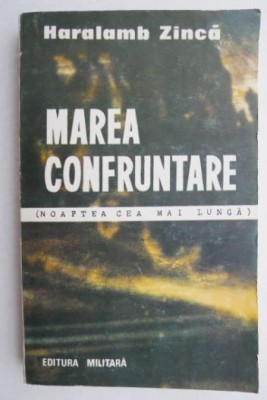 Haralamb Zincă
MAREA
CONFRUNTARE
(NOAPTEA CEA MAI LUNGĂ)
EDITURA MILITARĂ